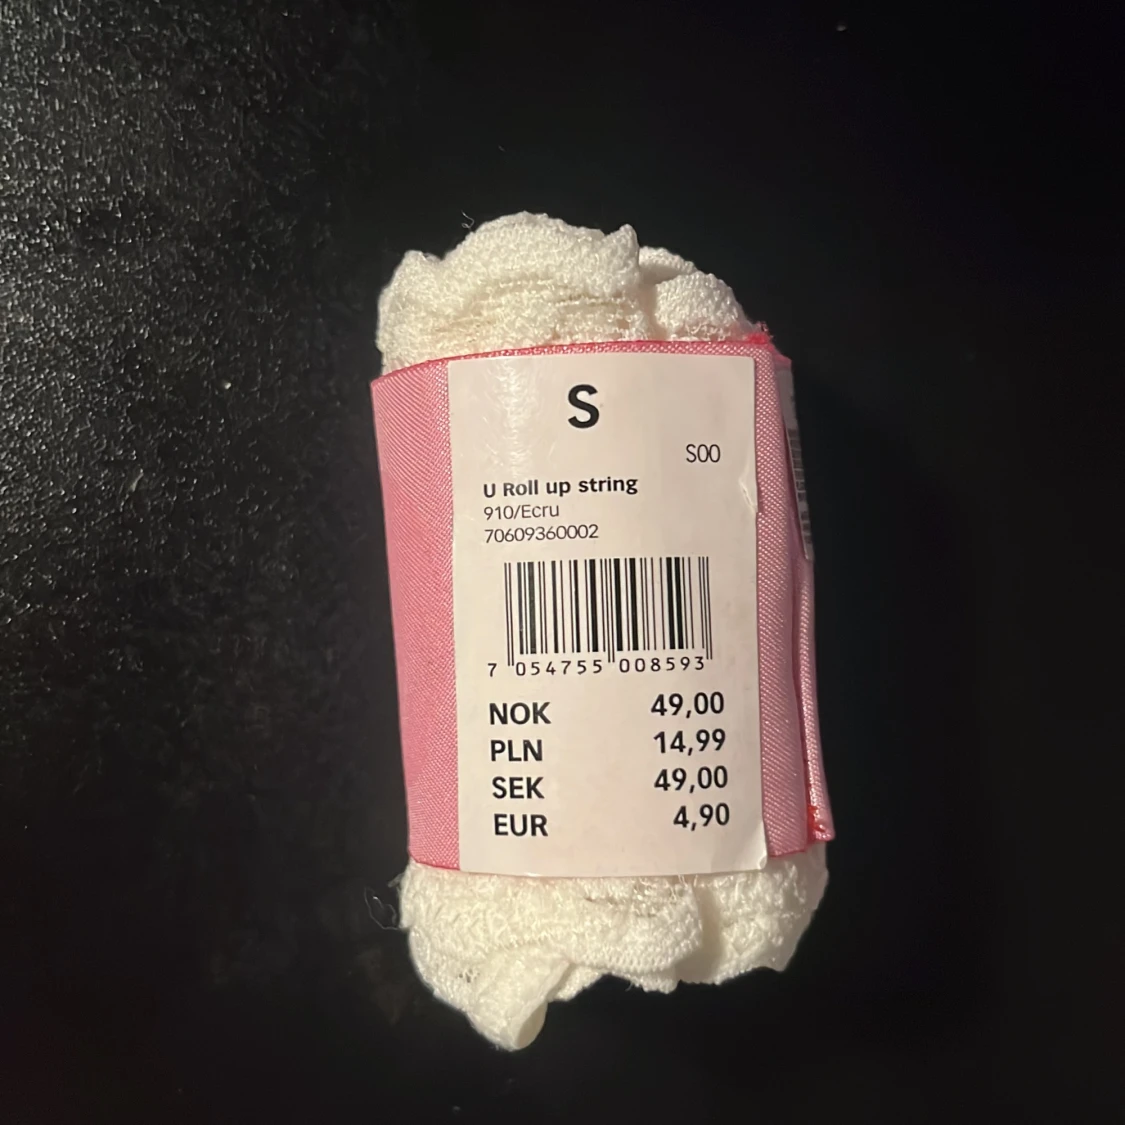 S
S00
U Roll up string
910/Ecru
70609360002
7 054755 008593
NOK 49,00
PLN 14,99
SEK 49,00
EUR 4,90